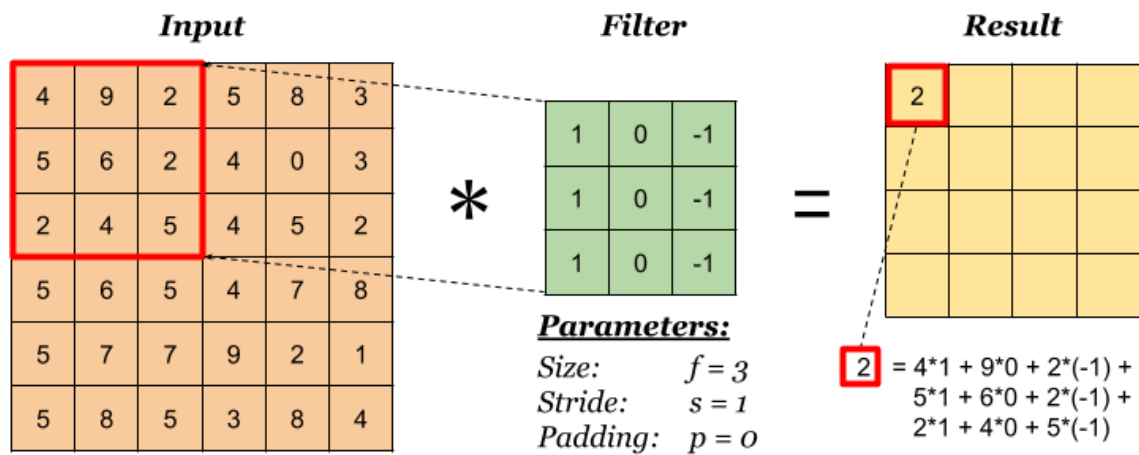 Input Filter Result
4 9 2 5 8 3
5 6 2 4 0 3
2 4 5 4 5 2
5 6 5 4 7 8
5 7 7 9 2 1
5 8 5 3 8 4
*
1 0 -1
1 0 -1
1 0 -1
=
2
Parameters:
Size: f = 3
Stride: s = 1
Padding: p = 0
2 = 4*1 + 9*0 + 2*(-1) +
5*1 + 6*0 + 2*(-1) +
2*1 + 4*0 + 5*(-1)